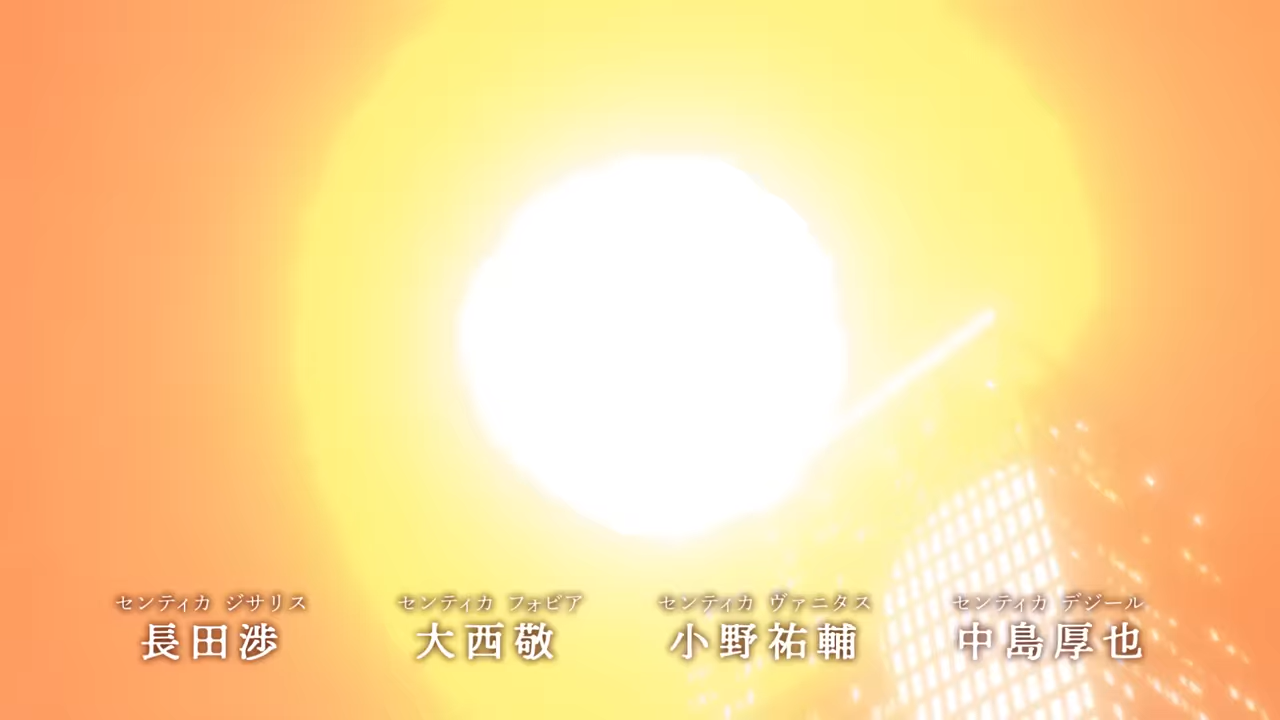 センティカ ジサリス センティカ フォビア センティカ ヴァニタス センティカ デジール
長田渉 大西敬 小野祐輔 中島厚也